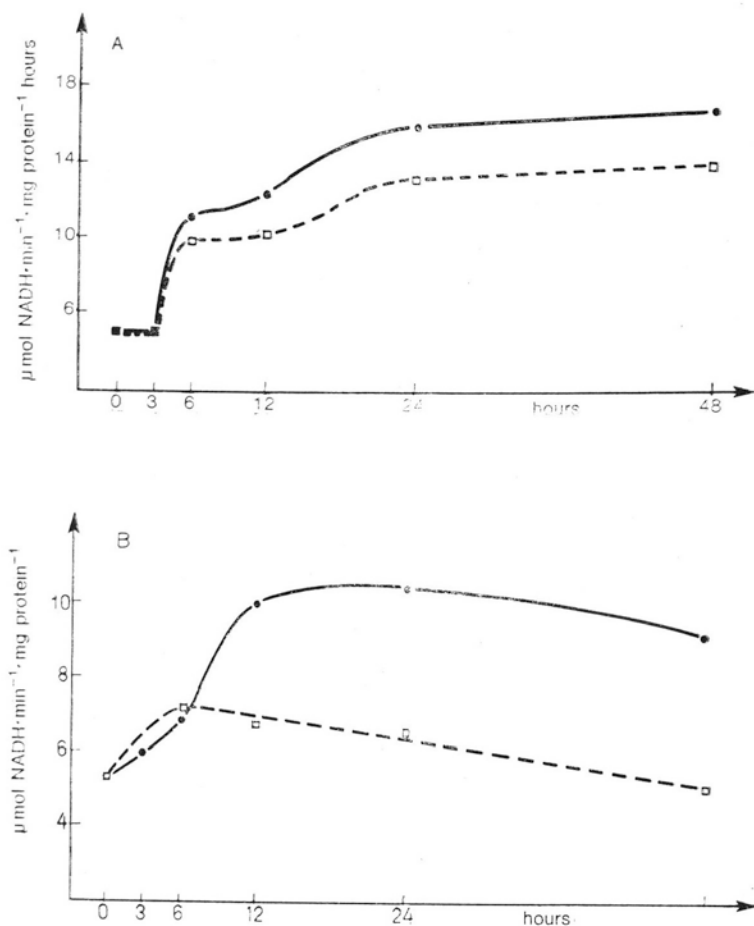 A
μmol NADH·min⁻¹·mg protein⁻¹ hours
18
14
10
6
0 3 6 12 24 hours 48
B
μmol NADH·min⁻¹·mg protein⁻¹
10
8
6
4
0 3 6 12 24 hours